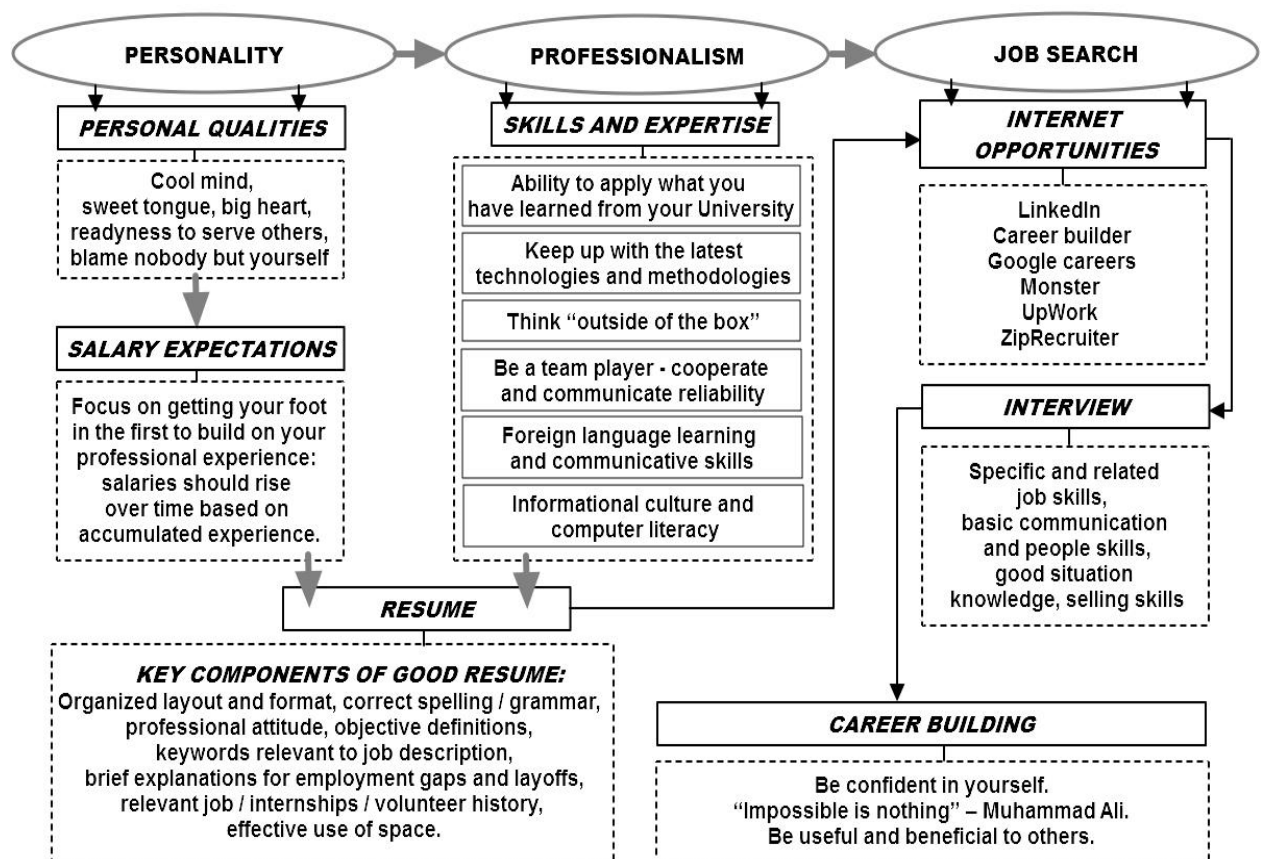 PERSONALITY
PROFESSIONALISM
JOB SEARCH
PERSONAL QUALITIES
Cool mind,
sweet tongue, big heart,
readyness to serve others,
blame nobody but yourself
SALARY EXPECTATIONS
Focus on getting your foot
in the first to build on your
professional experience:
salaries should rise
over time based on
accumulated experience.
SKILLS AND EXPERTISE
Ability to apply what you
have learned from your University
Keep up with the latest
technologies and methodologies
Think “outside of the box”
Be a team player - cooperate
and communicate reliability
Foreign language learning
and communicative skills
Informational culture and
computer literacy
RESUME
KEY COMPONENTS OF GOOD RESUME:
Organized layout and format, correct spelling / grammar,
professional attitude, objective definitions,
keywords relevant to job description,
brief explanations for employment gaps and layoffs,
relevant job / internships / volunteer history,
effective use of space.
INTERNET
OPPORTUNITIES
LinkedIn
Career builder
Google careers
Monster
UpWork
ZipRecruiter
INTERVIEW
Specific and related
job skills,
basic communication
and people skills,
good situation
knowledge, selling skills
CAREER BUILDING
Be confident in yourself.
“Impossible is nothing” – Muhammad Ali.
Be useful and beneficial to others.